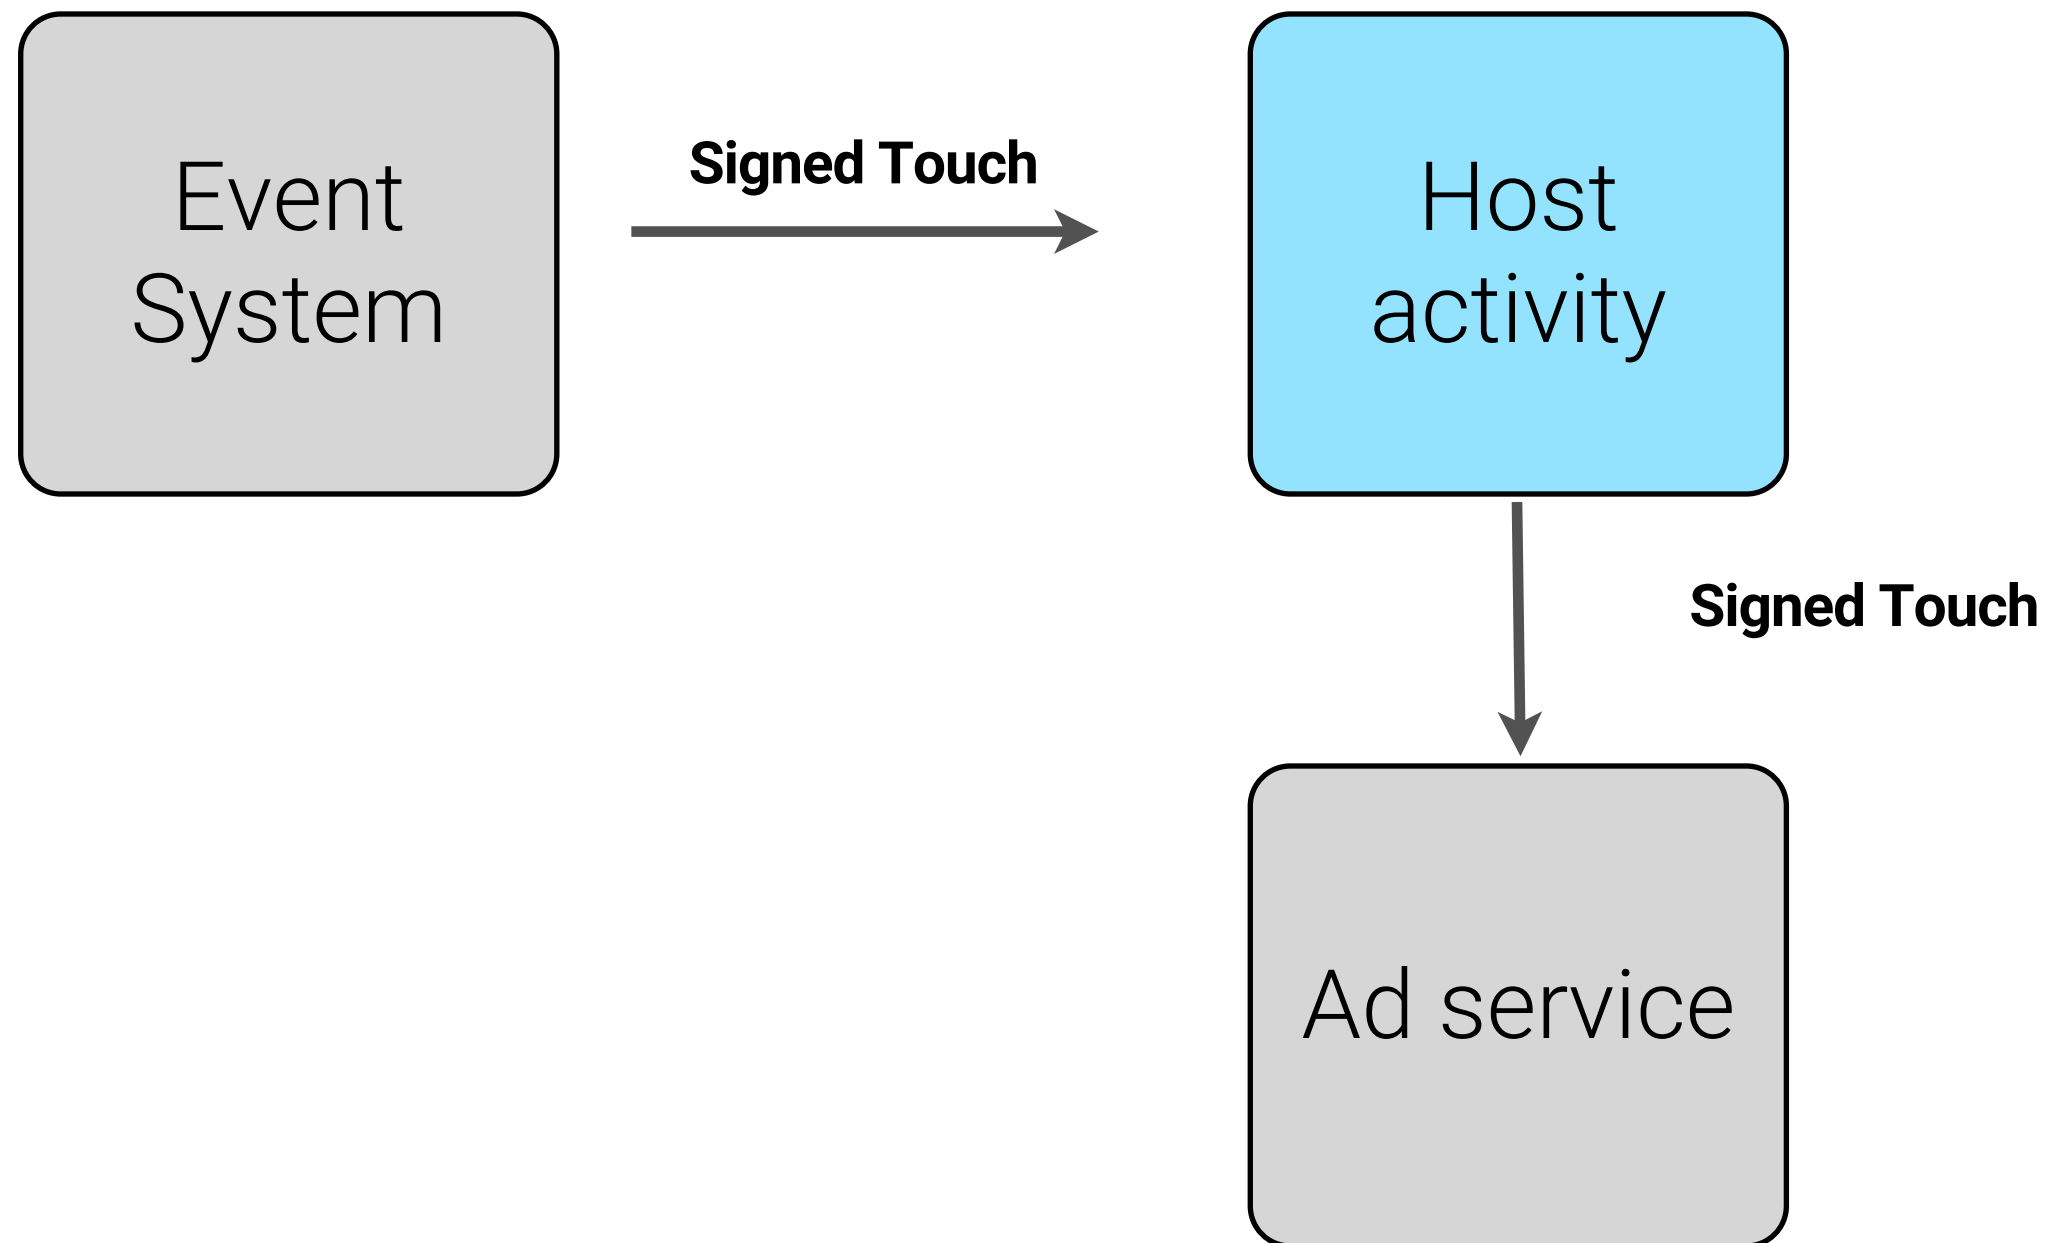 Event
System
Signed Touch
Host
activity
Signed Touch
Ad service